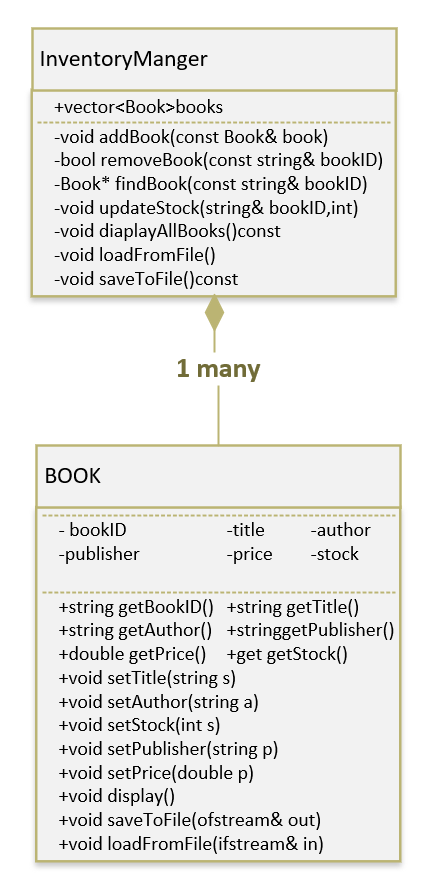 InventoryManger
+vector<Book>books
-void addBook(const Book& book)
-bool removeBook(const string& bookID)
-Book* findBook(const string& bookID)
-void updateStock(string& bookID,int)
-void diaplayAllBooks()const
-void loadFromFile()
-void saveToFile()const
1 many
BOOK
- bookID -title -author
-publisher -price -stock
+string getBookID() +string getTitle()
+string getAuthor() +stringgetPublisher()
+double getPrice() +get getStock()
+void setTitle(string s)
+void setAuthor(string a)
+void setStock(int s)
+void setPublisher(string p)
+void setPrice(double p)
+void display()
+void saveToFile(ofstream& out)
+void loadFromFile(ifstream& in)